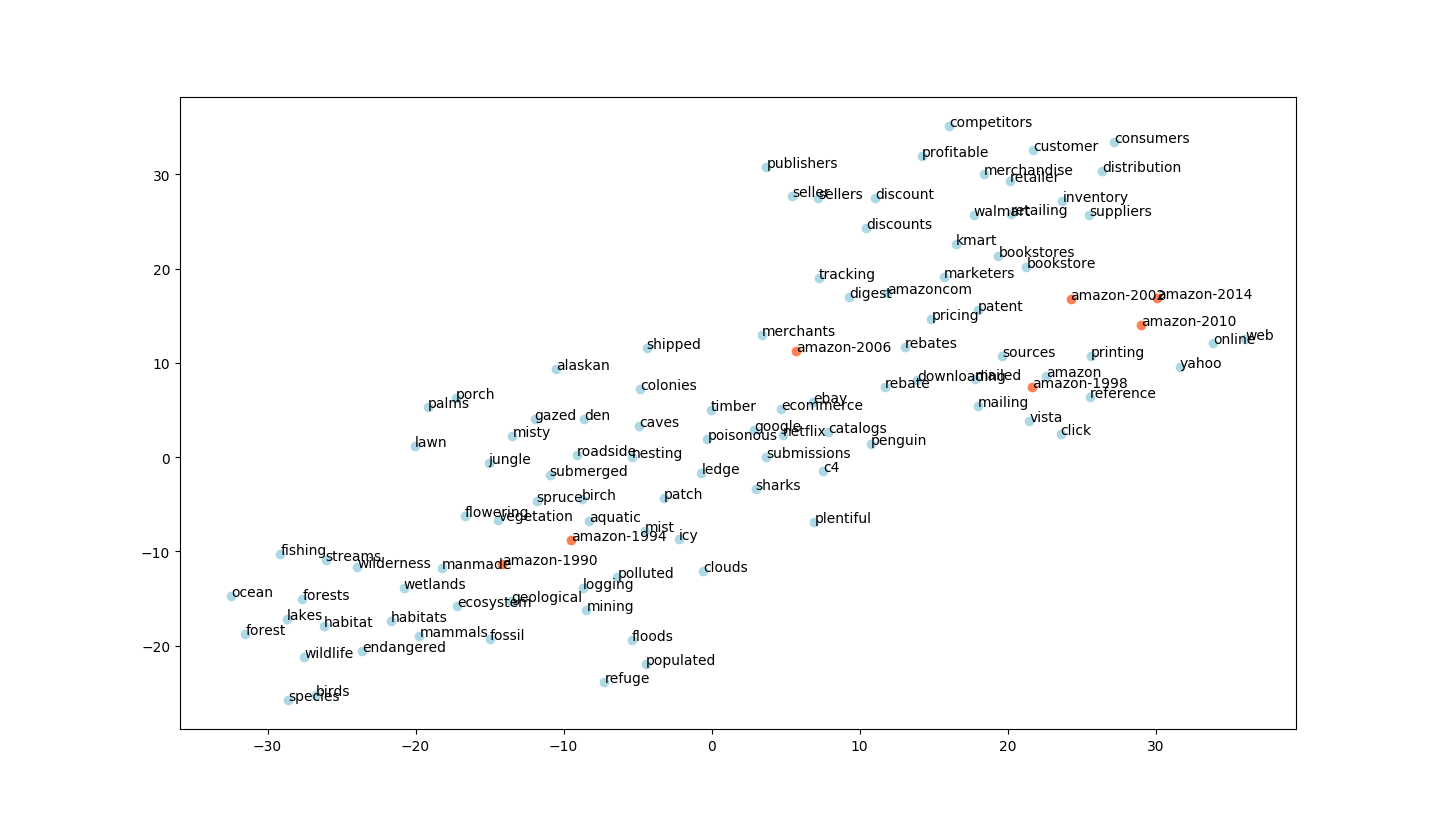 competitors
consumers
customer
profitable
publishers
distribution
merchandise
retailer
seller
sellers
discount
inventory
walmart
retailing
suppliers
discounts
kmart
bookstores
bookstore
tracking
marketers
digest
amazoncom
amazon-2002
amazon-2014
patent
pricing
amazon-2010
merchants
web
online
rebates
amazon-2006
shipped
sources
printing
alaskan
yahoo
downloading
mailed
amazon
rebate
amazon-1998
colonies
reference
porch
palms
ebay
ecommerce
timber
mailing
gazed
den
vista
caves
google
netflix
catalogs
click
misty
poisonous
penguin
lawn
roadside
nesting
submissions
jungle
submerged
ledge
c4
sharks
spruce
birch
patch
flowering
vegetation
aquatic
plentiful
mist
amazon-1994
icy
fishing
streams
wilderness
manmade
amazon-1990
clouds
polluted
wetlands
logging
ocean
forests
ecosystem
geological
mining
lakes
habitat
habitats
forest
mammals
fossil
floods
endangered
wildlife
populated
refuge
birds
species
30
20
10
0
−10
−20
−30 −20 −10 0 10 20 30